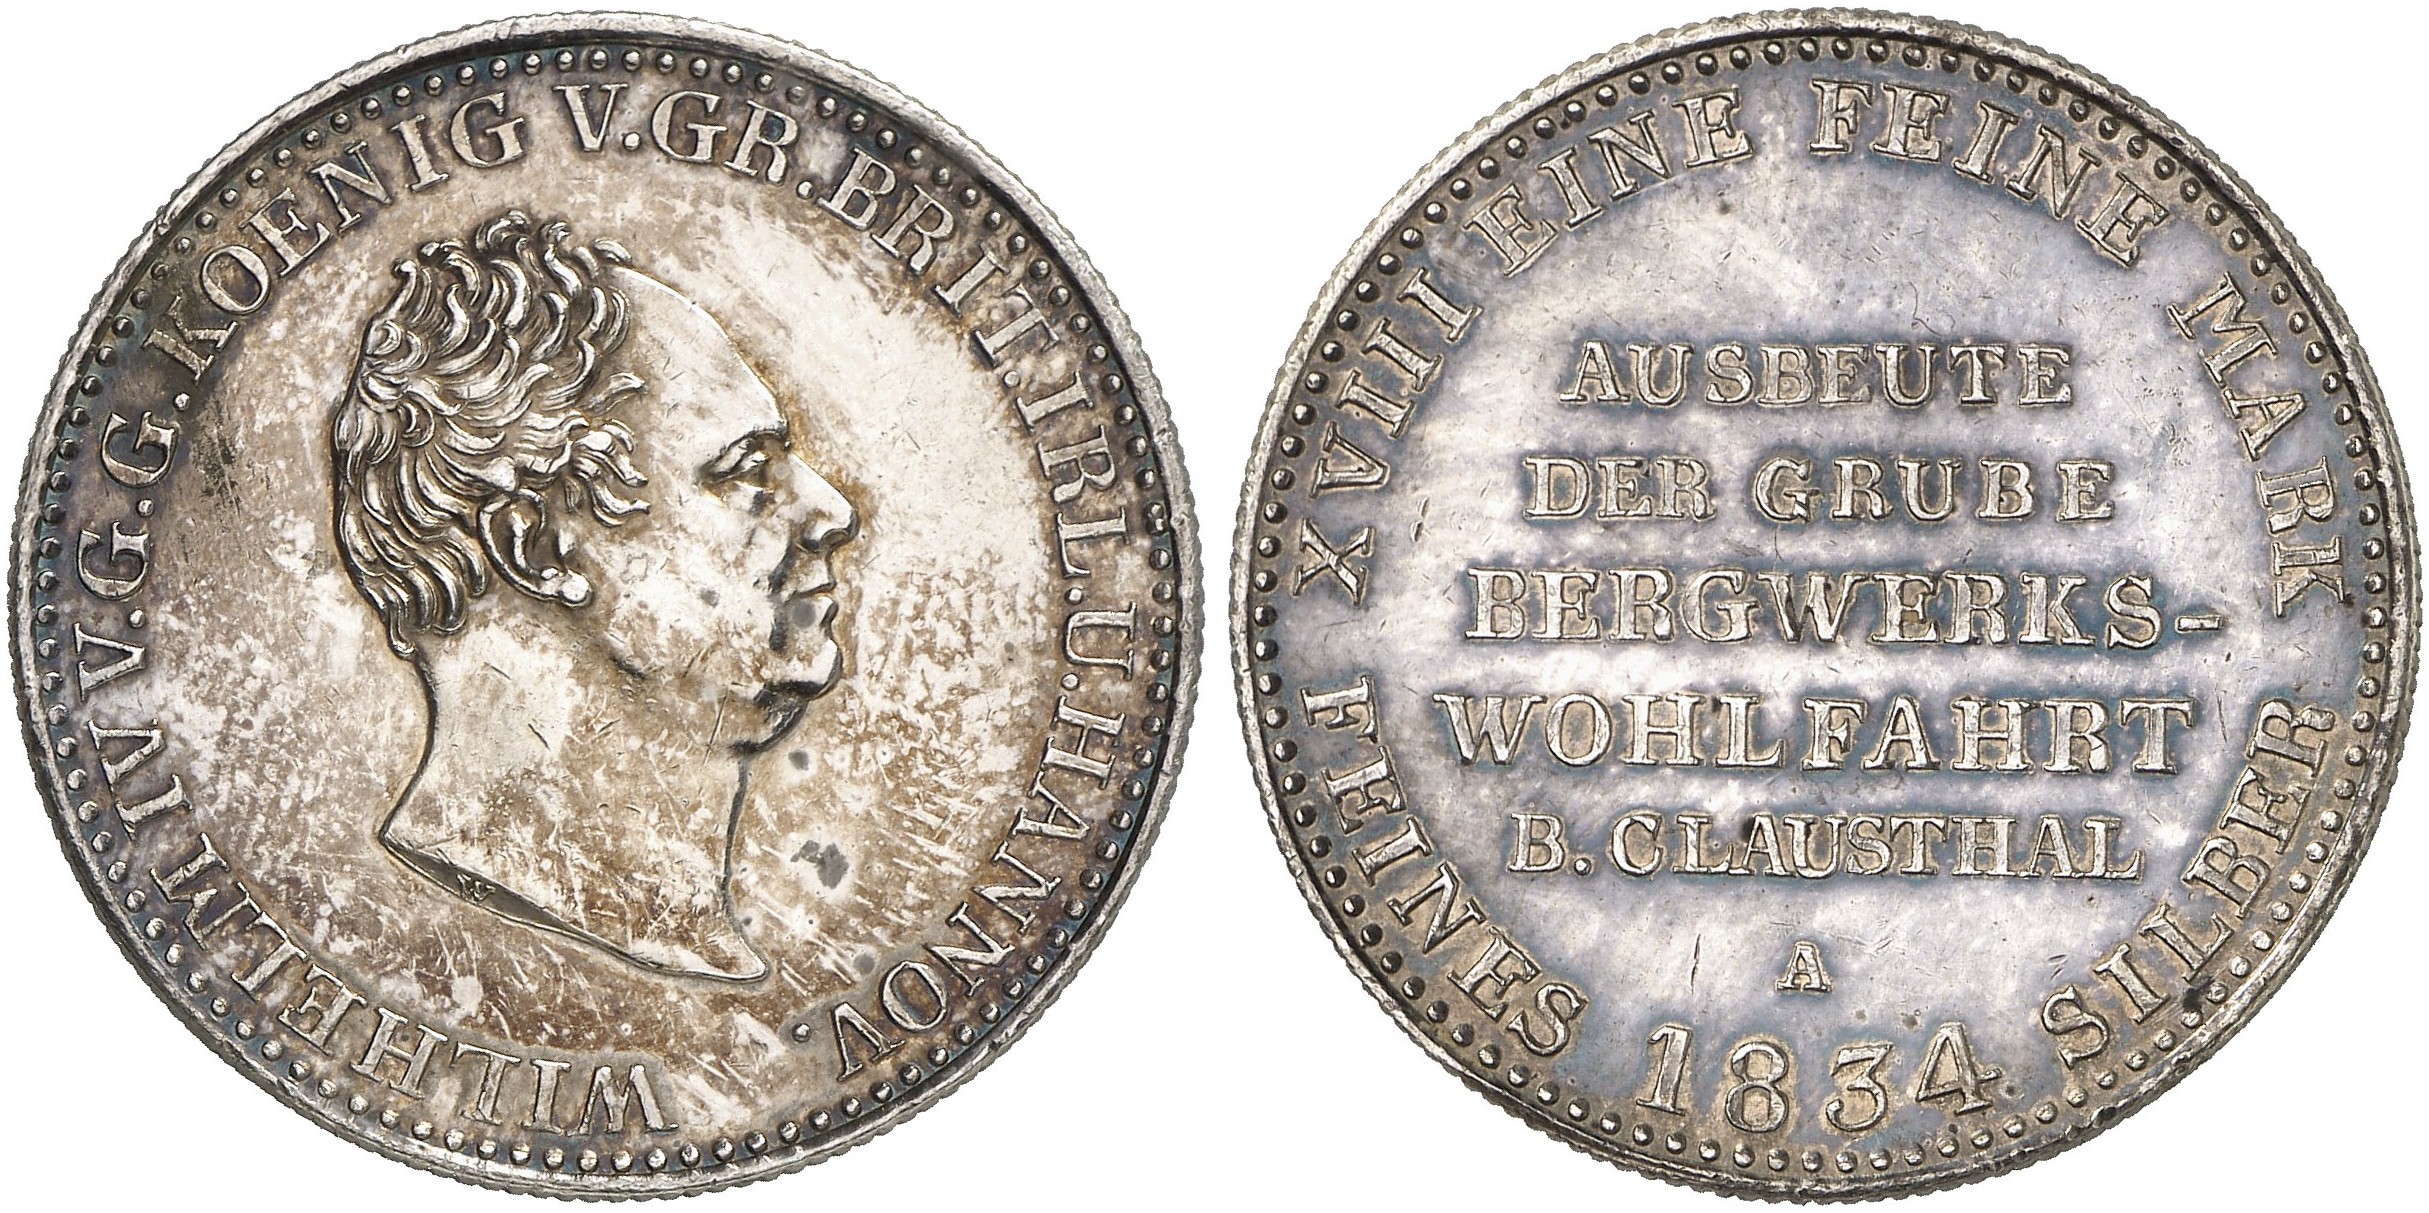 WILHELM IV V.G.G.KOENIG V.GR.BRIT.IRL.U.HANNOV.
W
XVIII EINE FEINE MARK
AUSBEUTE
DER GRUBE
BERGWERKS-
WOHLFAHRT
B.CLAUSTHAL
A
1834
FEINES SILBER